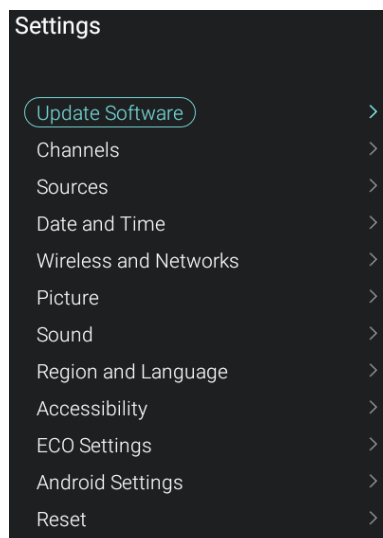 Settings
Update Software
Channels
Sources
Date and Time
Wireless and Networks
Picture
Sound
Region and Language
Accessibility
ECO Settings
Android Settings
Reset